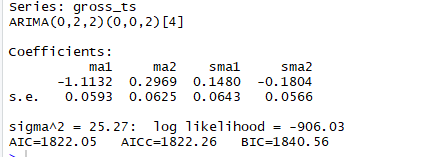 Series: gross_ts
ARIMA(0,2,2)(0,0,2)[4]
Coefficients:
ma1 ma2 sma1 sma2
-1.1132 0.2969 0.1480 -0.1804
s.e. 0.0593 0.0625 0.0643 0.0566
sigma^2 = 25.27: log likelihood = -906.03
AIC=1822.05 AICc=1822.26 BIC=1840.56
>